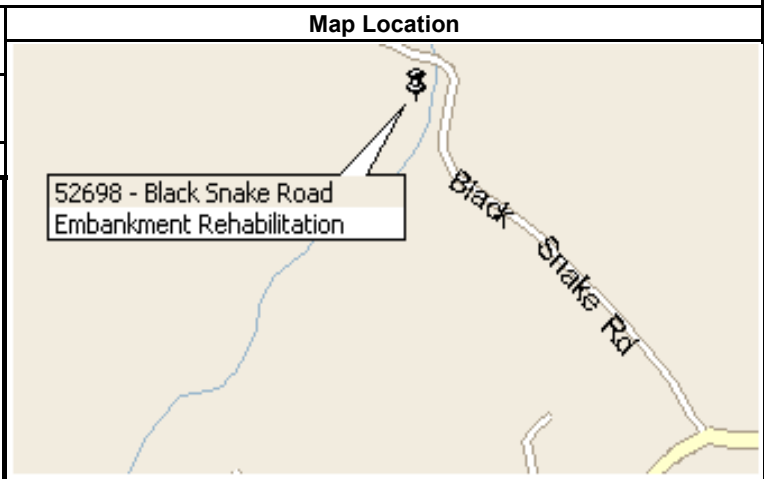 Map Location
52698 - Black Snake Road
Embankment Rehabilitation
Black Snake Rd